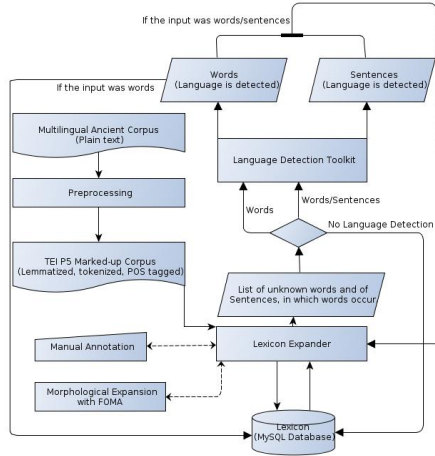 If the input was words/sentences
Words
(Language is detected)
Sentences
(Language is detected)
If the input was words
Multilingual Ancient Corpus
(Plain text)
Language Detection Toolkit
Preprocessing
Words/Sentences
Words
No Language Detection
TEI P5 Marked-up Corpus
(Lemmatized, tokenized, POS tagged)
List of unknown words and of
Sentences, in which words occur
Manual Annotation
Lexicon Expander
Morphological Expansion
with FOMA
Lexicon
(MySQL Database)